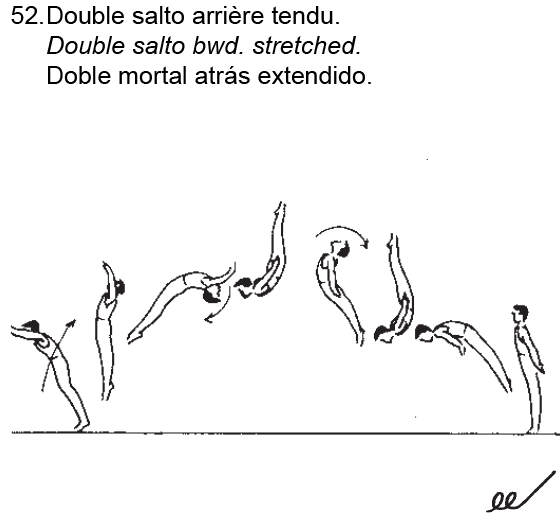 52. Double salto arrière tendu.
Double salto bwd. stretched.
Doble mortal atrás extendido.